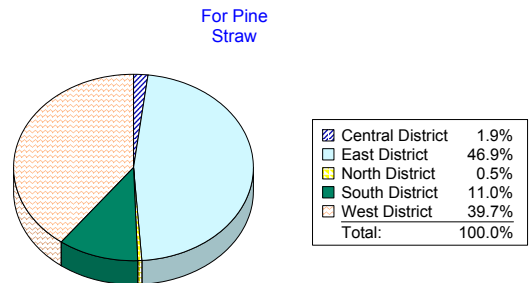 For Pine
Straw
Central District 1.9%
East District 46.9%
North District 0.5%
South District 11.0%
West District 39.7%
Total: 100.0%